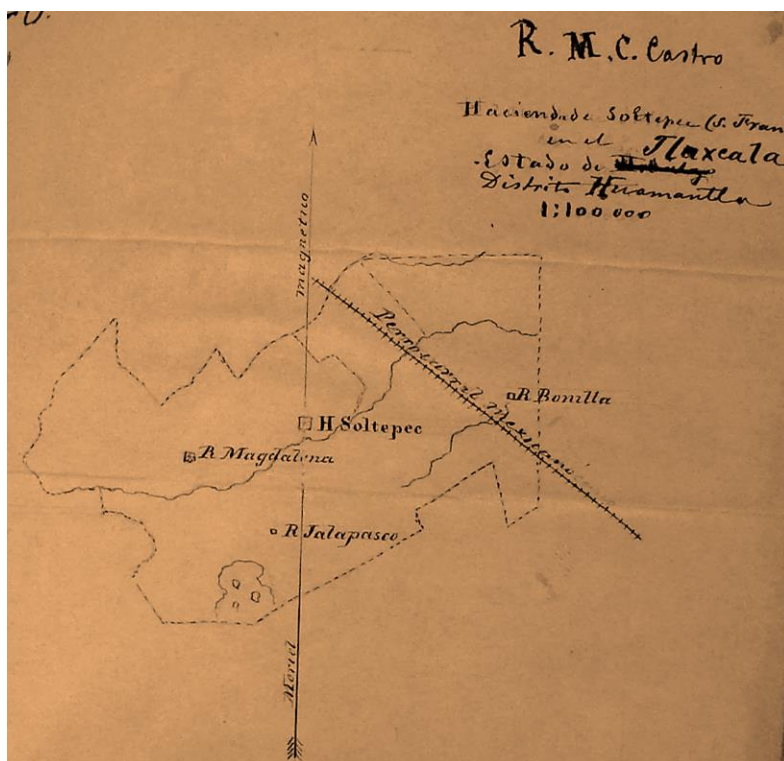 R. M. C. Castro
Hacienda de Soltepec (S. Fran
en el Tlaxcala
Estado de
Distrito Huamantla
1:100 000
magnetico
Ferrocarril Mexicano
R Bonilla
H Soltepec
R Magdalena
R Jalapasco
Merid